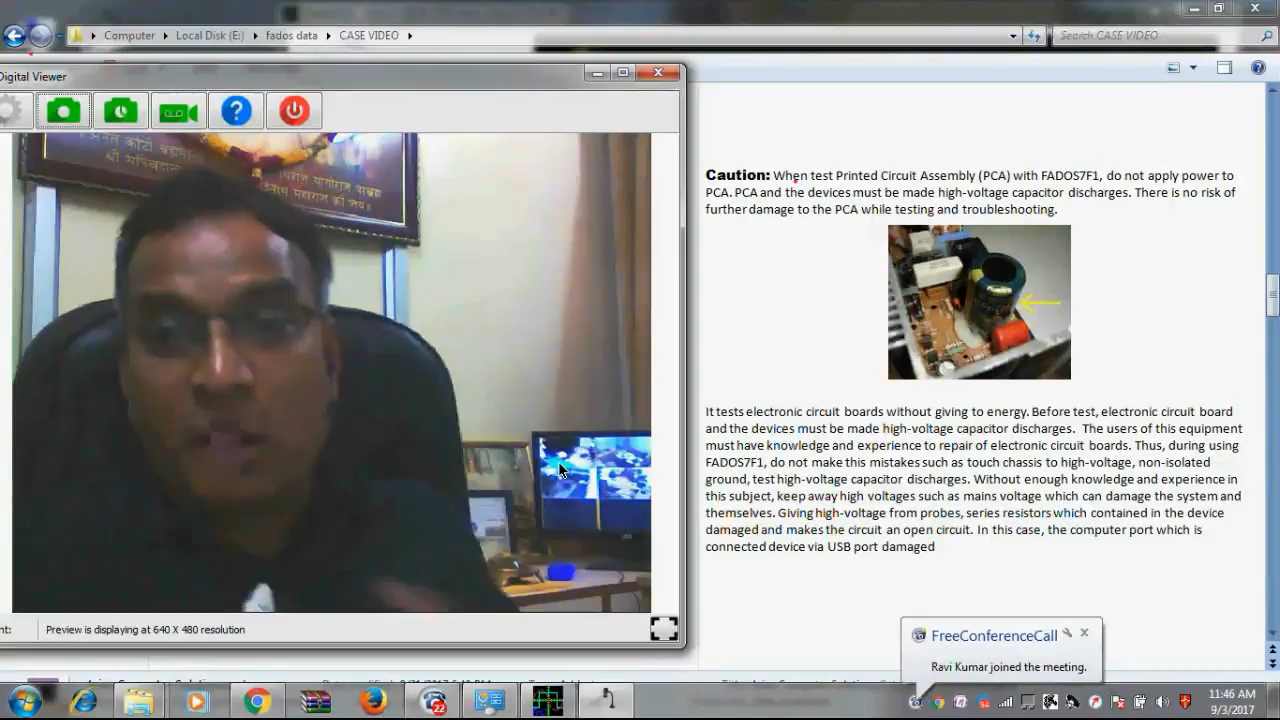 Computer
Local Disk (E:)
fados data
CASE VIDEO
Search CASE VIDEO
Digital Viewer
Caution: When test Printed Circuit Assembly (PCA) with FADOS7F1, do not apply power to
PCA. PCA and the devices must be made high-voltage capacitor discharges. There is no risk of
further damage to the PCA while testing and troubleshooting.
It tests electronic circuit boards without giving to energy. Before test, electronic circuit board
and the devices must be made high-voltage capacitor discharges. The users of this equipment
must have knowledge and experience to repair of electronic circuit boards. Thus, during using
FADOS7F1, do not make this mistakes such as touch chassis to high-voltage, non-isolated
ground, test high-voltage capacitor discharges. Without enough knowledge and experience in
this subject, keep away high voltages such as mains voltage which can damage the system and
themselves. Giving high-voltage from probes, series resistors which contained in the device
damaged and makes the circuit an open circuit. In this case, the computer port which is
connected device via USB port damaged
nt:
Preview is displaying at 640 X 480 resolution
FreeConferenceCall
Ravi Kumar joined the meeting.
22
11:46 AM
9/3/2017